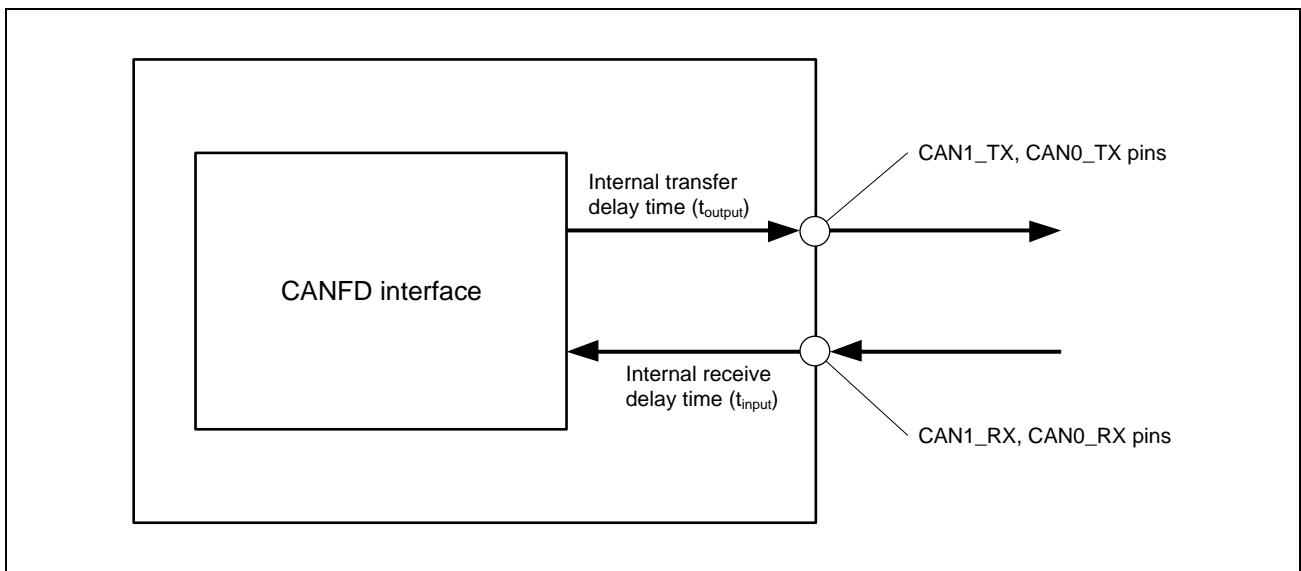 CAN1_TX, CAN0_TX pins
Internal transfer
delay time (toutput)
CANFD interface
Internal receive
delay time (tinput)
CAN1_RX, CAN0_RX pins